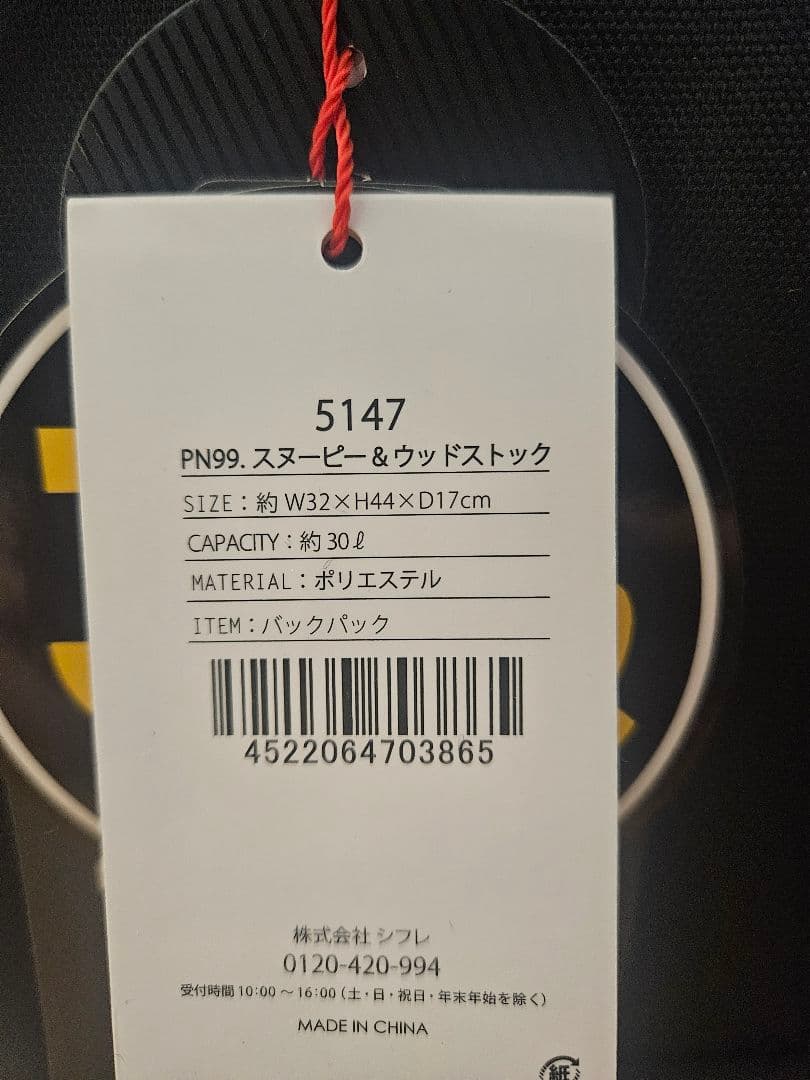 5147
PN99. スヌーピー＆ウッドストック
SIZE：約 W32×H44×D17cm
CAPACITY：約 30ℓ
MATERIAL：ポリエステル
ITEM：バックパック
4522064703865
株式会社 シフレ
0120-420-994
受付時間 10:00 〜 16:00（土・日・祝日・年末年始を除く）
MADE IN CHINA
紙